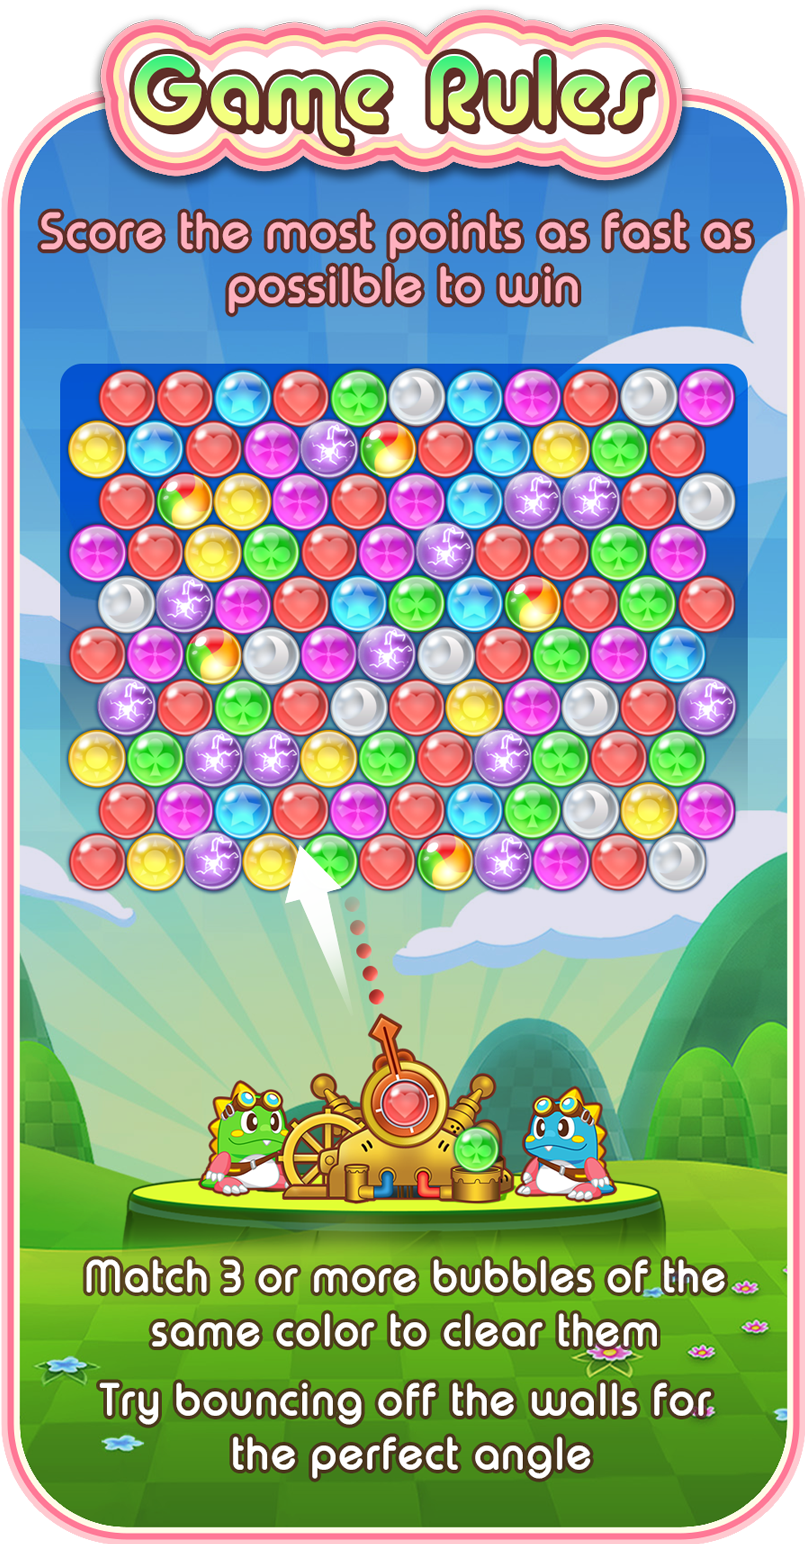 Game Rules
Score the most points as fast as
possilble to win
Match 3 or more bubbles of the
same color to clear them
Try bouncing off the walls for
the perfect angle